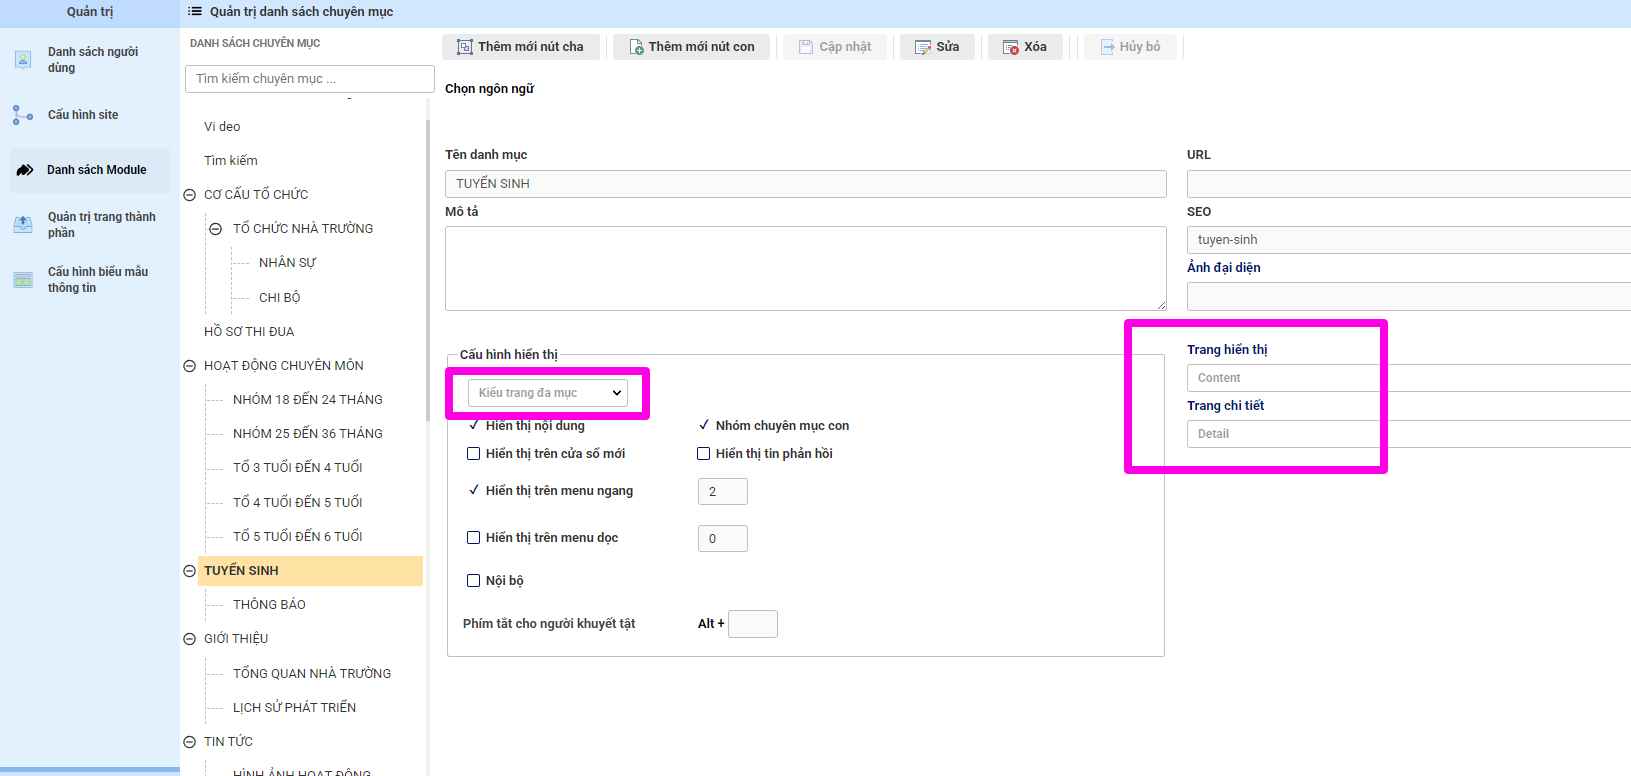 Quản trị
Quản trị danh sách chuyên mục
Danh sách người
dùng
Cấu hình site
Danh sách Module
Quản trị trang thành
phần
Cấu hình biểu mẫu
thông tin
DANH SÁCH CHUYÊN MỤC
Tìm kiếm chuyên mục ...
Vi deo
Tìm kiếm
CƠ CẤU TỔ CHỨC
TỔ CHỨC NHÀ TRƯỜNG
NHÂN SỰ
CHI BỘ
HỒ SƠ THI ĐUA
HOẠT ĐỘNG CHUYÊN MÔN
NHÓM 18 ĐẾN 24 THÁNG
NHÓM 25 ĐẾN 36 THÁNG
TỔ 3 TUỔI ĐẾN 4 TUỔI
TỔ 4 TUỔI ĐẾN 5 TUỔI
TỔ 5 TUỔI ĐẾN 6 TUỔI
TUYỂN SINH
THÔNG BÁO
GIỚI THIỆU
TỔNG QUAN NHÀ TRƯỜNG
LỊCH SỬ PHÁT TRIỂN
TIN TỨC
HÌNH ẢNH HOẠT ĐỘNG
Thêm mới nút cha
Thêm mới nút con
Cập nhật
Sửa
Xóa
Hủy bỏ
Chọn ngôn ngữ
Tên danh mục
TUYỂN SINH
Mô tả
URL
SEO
tuyen-sinh
Ảnh đại diện
Cấu hình hiển thị
Kiểu trang đa mục
Hiển thị nội dung
Nhóm chuyên mục con
Hiển thị trên cửa sổ mới
Hiển thị tin phản hồi
Hiển thị trên menu ngang
2
Hiển thị trên menu dọc
0
Nội bộ
Phím tắt cho người khuyết tật
Alt +
Trang hiển thị
Content
Trang chi tiết
Detail